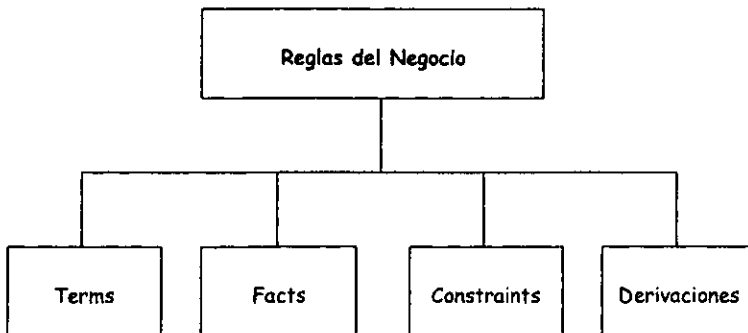 Reglas del Negocio
Terms
Facts
Constraints
Derivaciones